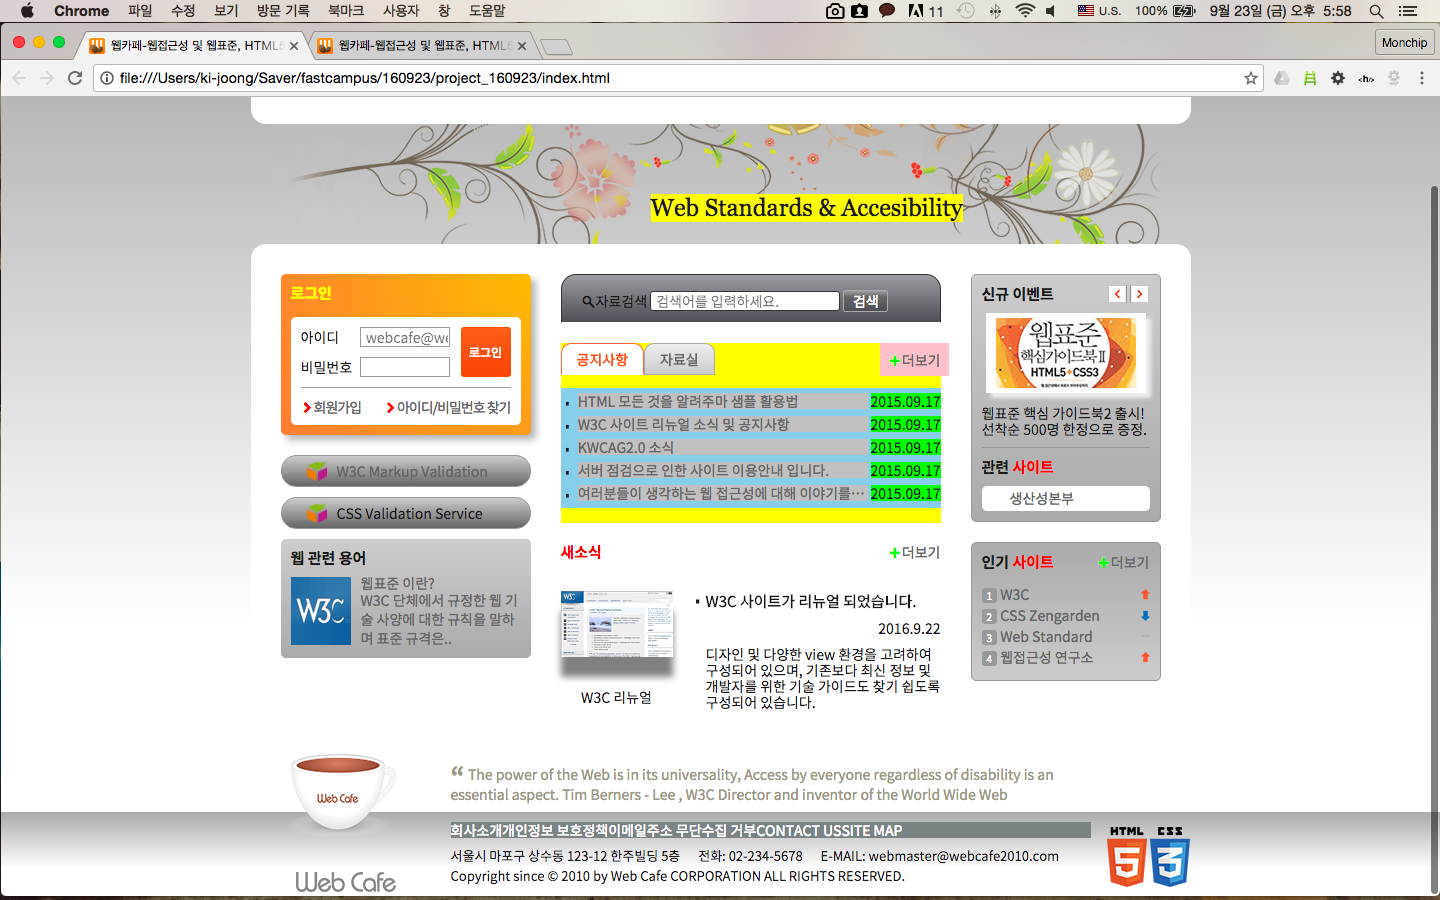 Chrome 파일 수정 보기 방문 기록 북마크 사용자 창 도움말 11 U.S. 100% 9월 23일 (금) 오후 5:58
웹카페-웹접근성 및 웹표준, HTML5 웹카페-웹접근성 및 웹표준, HTML5 Monchip
file:///Users/ki-joong/Saver/fastcampus/160923/project_160923/index.html <h/>
Web Standards & Accesibility
로그인
아이디 webcafe@we
비밀번호
로그인
회원가입 아이디/비밀번호 찾기
W3C Markup Validation
CSS Validation Service
웹 관련 용어
W3C
웹표준 이란?
W3C 단체에서 규정한 웹 기
술 사양에 대한 규칙을 말하
며 표준 규격은..
자료검색 검색어를 입력하세요. 검색
공지사항 자료실 +더보기
HTML 모든 것을 알려주마 샘플 활용법 2015.09.17
W3C 사이트 리뉴얼 소식 및 공지사항 2015.09.17
KWCAG2.0 소식 2015.09.17
서버 점검으로 인한 사이트 이용안내 입니다. 2015.09.17
여러분들이 생각하는 웹 접근성에 대해 이야기를… 2015.09.17
새소식 +더보기
W3C
W3C 리뉴얼
W3C 사이트가 리뉴얼 되었습니다.
2016.9.22
디자인 및 다양한 view 환경을 고려하여
구성되어 있으며, 기존보다 최신 정보 및
개발자를 위한 기술 가이드도 찾기 쉽도록
구성되어 있습니다.
신규 이벤트
웹표준
핵심가이드북 II
HTML5+CSS3
웹표준 핵심 가이드북2 출시!
선착순 500명 한정으로 증정.
관련 사이트
생산성본부
인기 사이트 +더보기
1 W3C
2 CSS Zengarden
3 Web Standard
4 웹접근성 연구소
Web Cafe
“ The power of the Web is in its universality, Access by everyone regardless of disability is an
essential aspect. Tim Berners - Lee , W3C Director and inventor of the World Wide Web
회사소개개인정보 보호정책이메일주소 무단수집 거부CONTACT USSITE MAP
서울시 마포구 상수동 123-12 한주빌딩 5층 전화: 02-234-5678 E-MAIL: webmaster@webcafe2010.com
Copyright since © 2010 by Web Cafe CORPORATION ALL RIGHTS RESERVED.
Web Cafe
HTML CSS
5 3